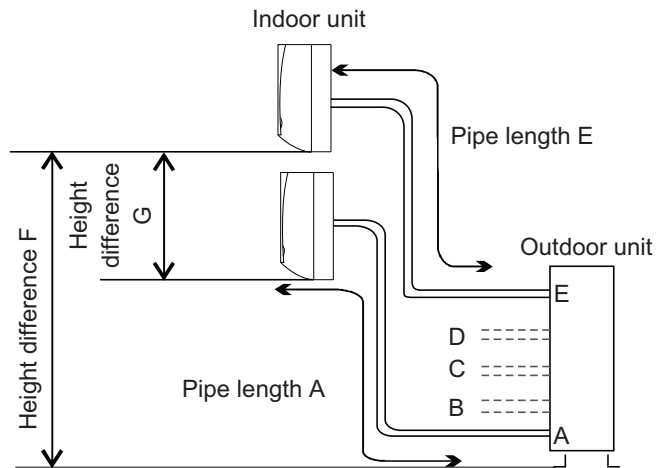 Indoor unit
Pipe length E
Height
difference
G
Height difference F
Outdoor unit
E
D
C
B
A
Pipe length A